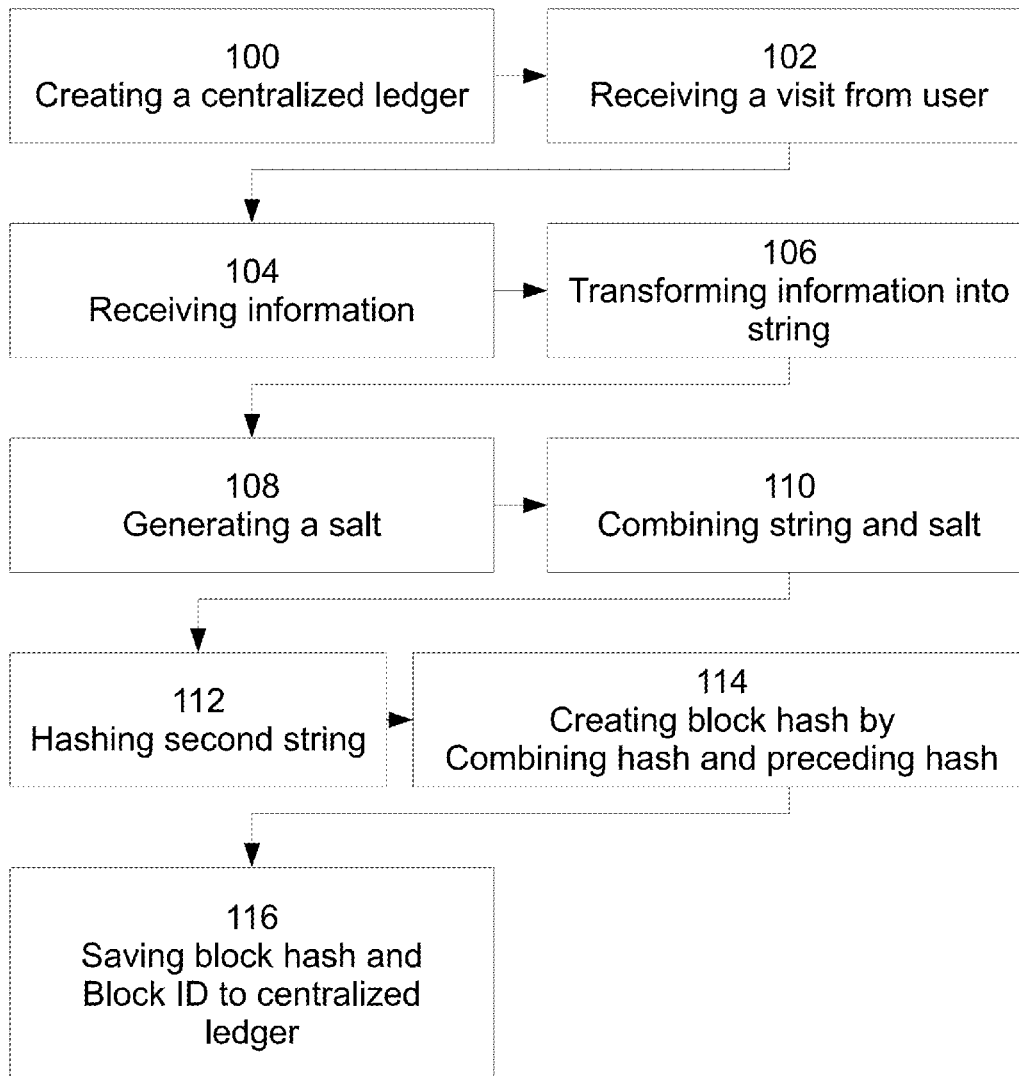 100
Creating a centralized ledger
102
Receiving a visit from user
104
Receiving information
106
Transforming information into
string
108
Generating a salt
110
Combining string and salt
112
Hashing second string
114
Creating block hash by
Combining hash and preceding hash
116
Saving block hash and
Block ID to centralized
ledger